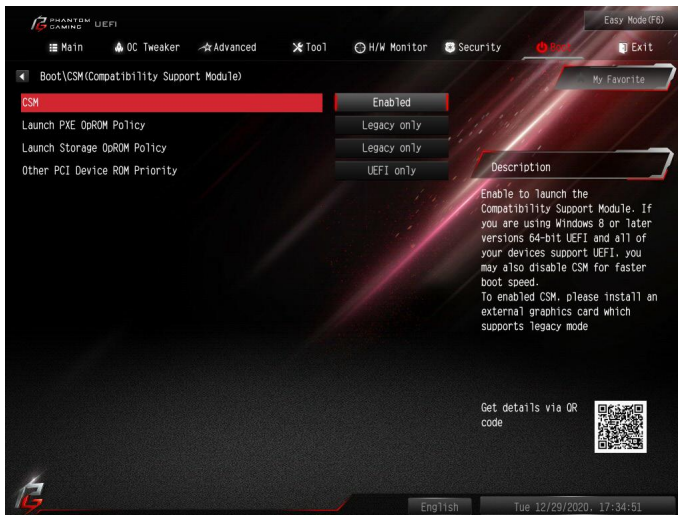 PHANTOM GAMING UEFI
Easy Mode(F6)
Main OC Tweaker Advanced Tool H/W Monitor Security Boot Exit
Boot\CSM(Compatibility Support Module)
My Favorite
CSM Enabled
Launch PXE OpROM Policy Legacy only
Launch Storage OpROM Policy Legacy only
Other PCI Device ROM Priority UEFI only
Description
Enable to launch the
Compatibility Support Module. If
you are using Windows 8 or later
versions 64-bit UEFI and all of
your devices support UEFI, you
may also disable CSM for faster
boot speed.
To enabled CSM, please install an
external graphics card which
supports legacy mode
Get details via QR
code
English
Tue 12/29/2020, 17:34:51